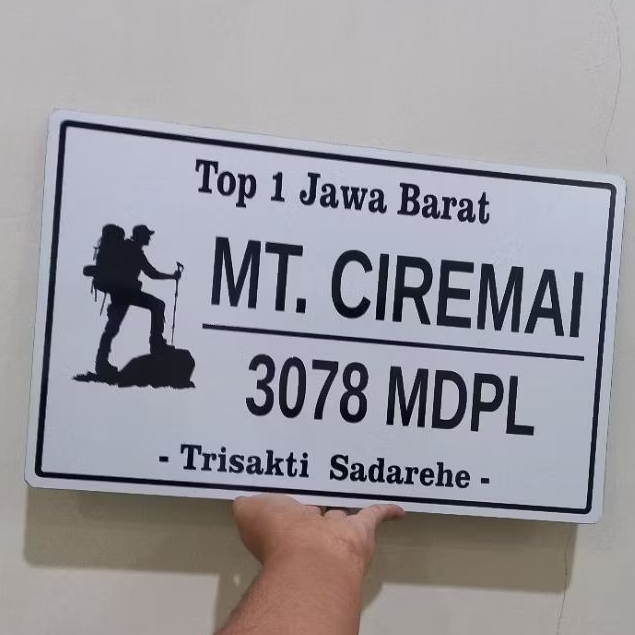 Top 1 Jawa Barat
MT. CIREMAI
3078 MDPL
- Trisakti Sadarehe -